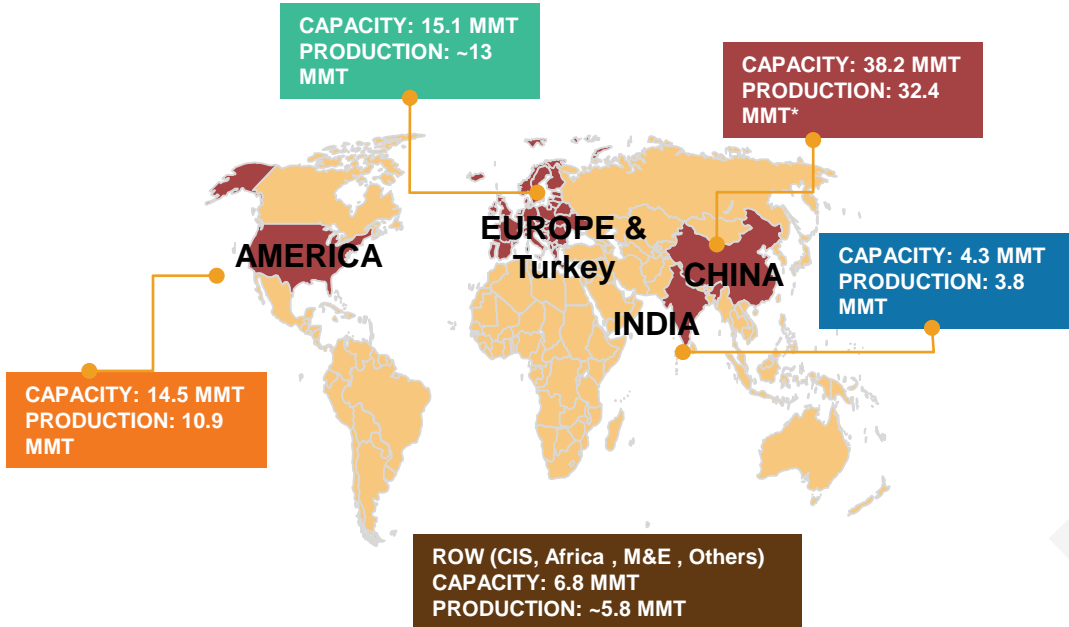 CAPACITY: 15.1 MMT
PRODUCTION: ~13
MMT
CAPACITY: 38.2 MMT
PRODUCTION: 32.4
MMT*
EUROPE &
Turkey
AMERICA
CHINA
INDIA
CAPACITY: 4.3 MMT
PRODUCTION: 3.8
MMT
CAPACITY: 14.5 MMT
PRODUCTION: 10.9
MMT
ROW (CIS, Africa , M&E , Others)
CAPACITY: 6.8 MMT
PRODUCTION: ~5.8 MMT